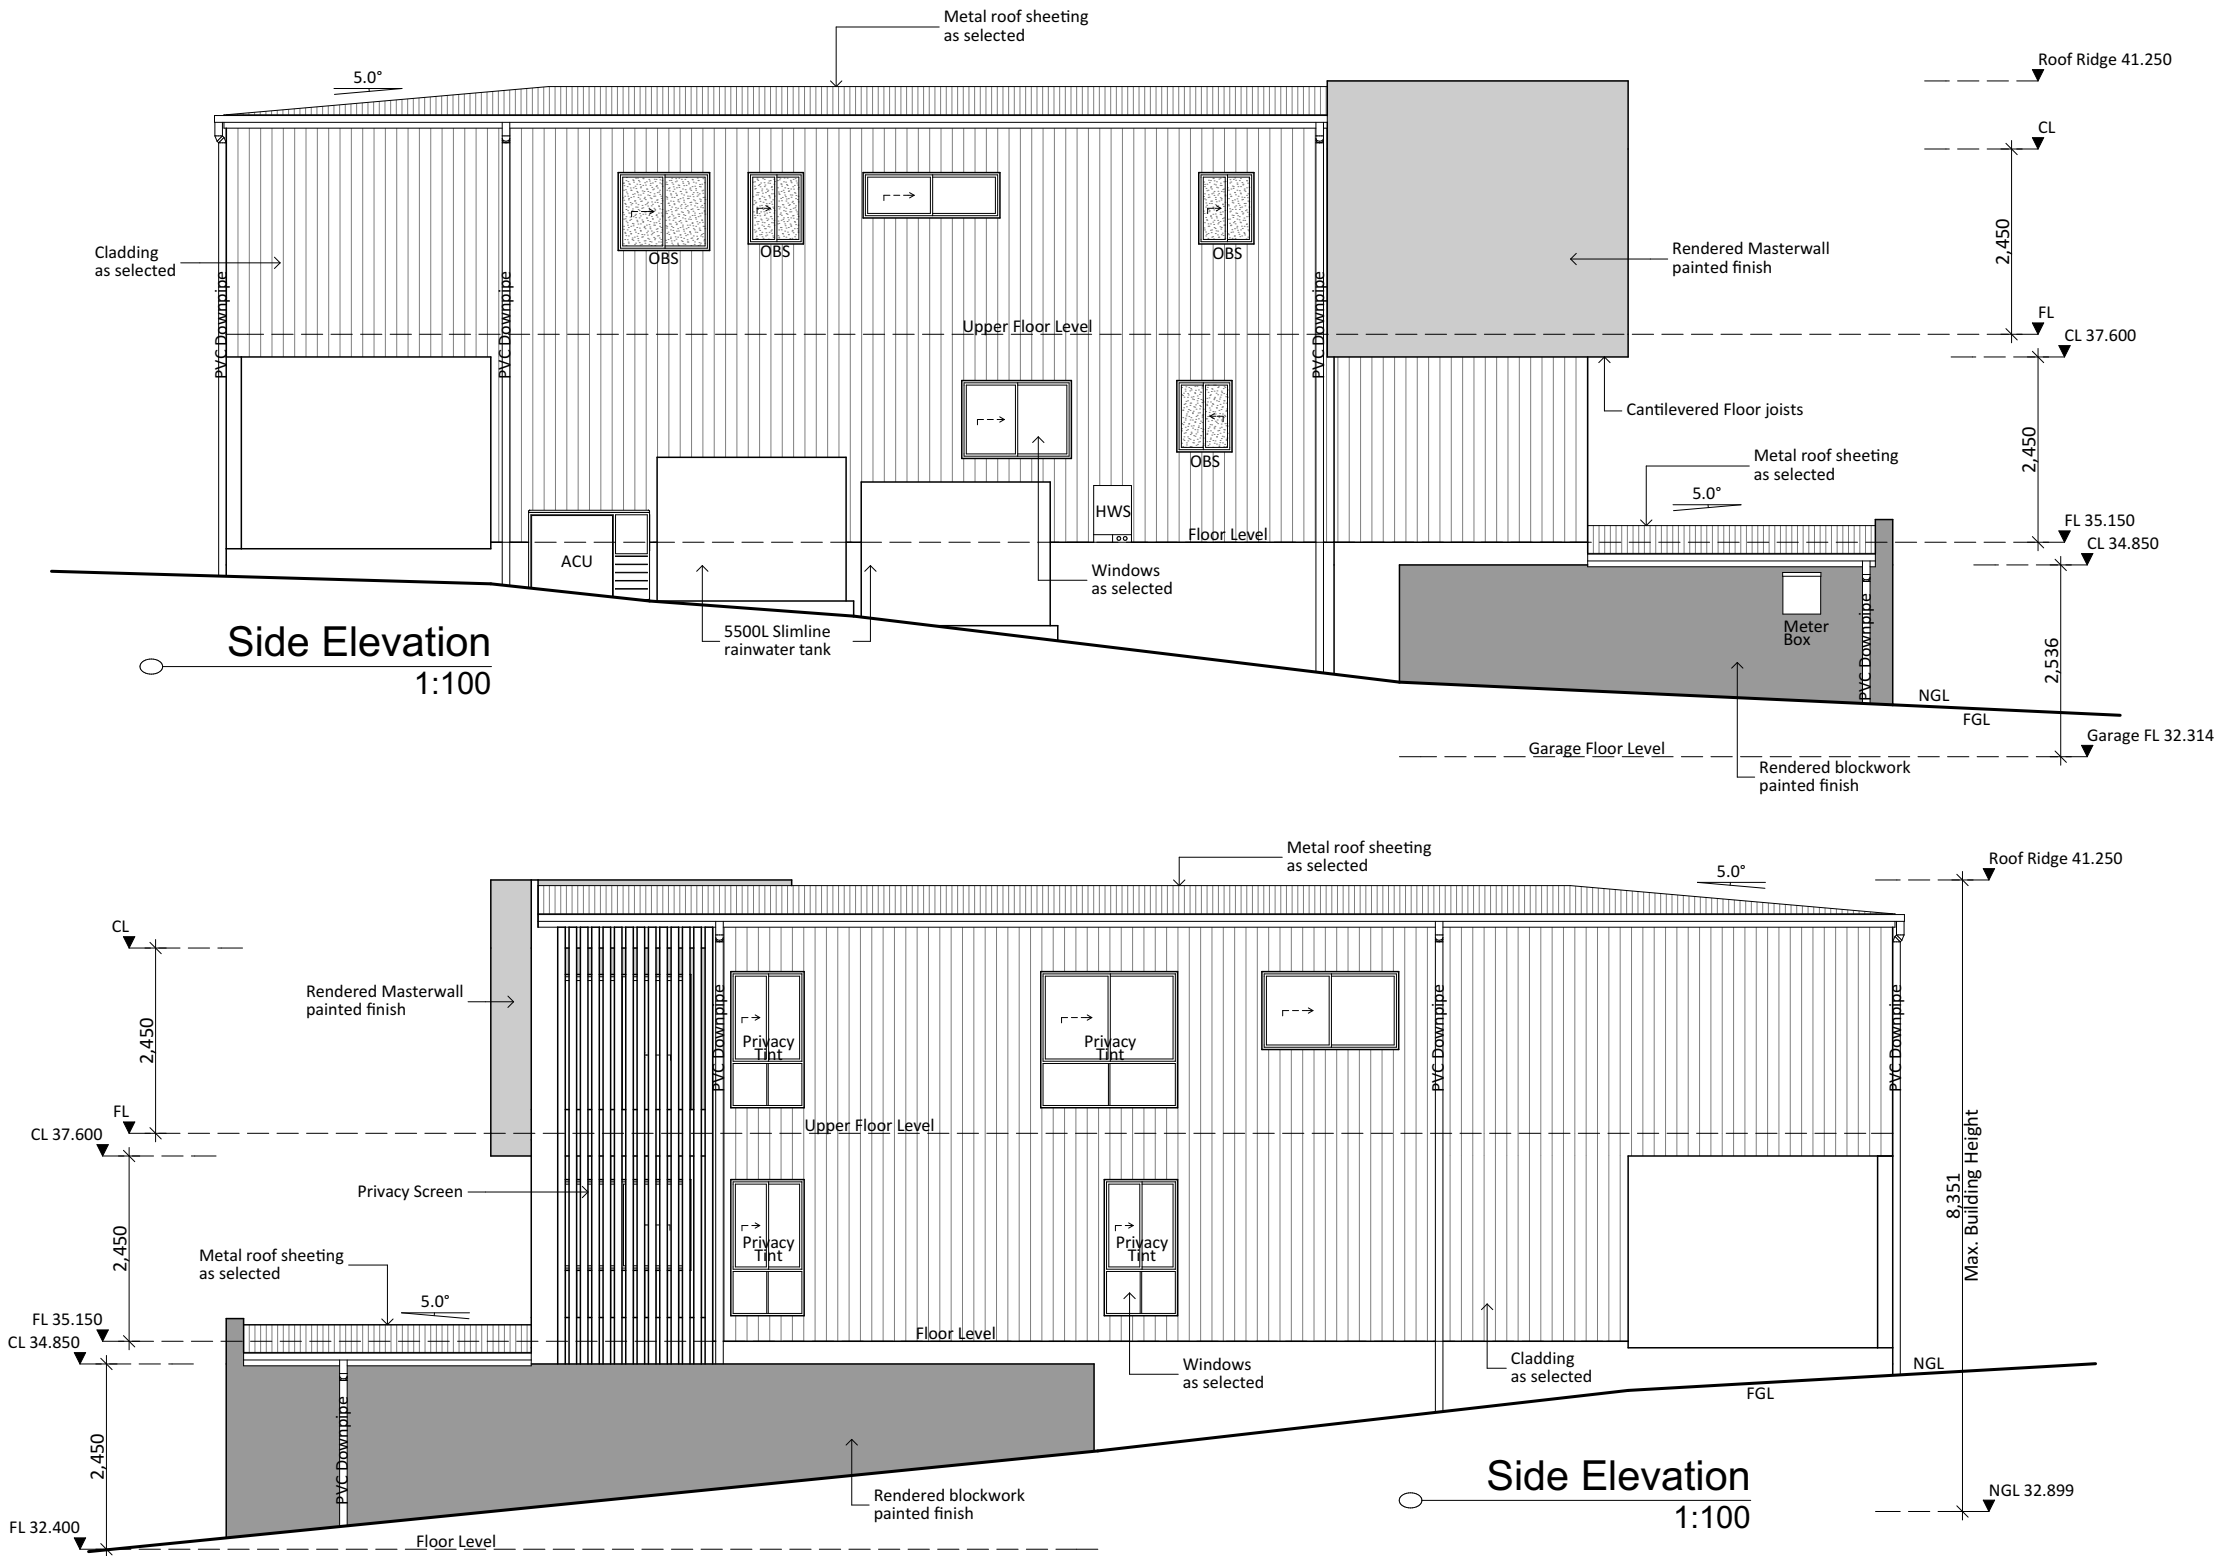 Metal roof sheeting
as selected
5.0°
Roof Ridge 41.250
CL
2,450
Cladding
as selected
OBS
OBS
OBS
Rendered Masterwall
painted finish
PVC Downpipe
PVC Downpipe
PVC Downpipe
Upper Floor Level
FL
CL 37.600
Cantilevered Floor joists
2,450
OBS
Metal roof sheeting
as selected
5.0°
HWS
Floor Level
FL 35.150
CL 34.850
ACU
Windows
as selected
5500L Slimline
rainwater tank
Meter
Box
PVC Downpipe
2,536
NGL
FGL
Side Elevation
1:100
Garage Floor Level
Garage FL 32.314
Rendered blockwork
painted finish
Metal roof sheeting
as selected
5.0°
Roof Ridge 41.250
CL
2,450
Rendered Masterwall
painted finish
PVC Downpipe
PVC Downpipe
PVC Downpipe
Privacy
Tint
Privacy
Tint
FL
Upper Floor Level
CL 37.600
Privacy Screen
8,351
Max. Building Height
2,450
Privacy
Tint
Privacy
Tint
Metal roof sheeting
as selected
5.0°
FL 35.150
CL 34.850
Floor Level
Windows
as selected
Cladding
as selected
NGL
FGL
PVC Downpipe
2,450
Rendered blockwork
painted finish
Side Elevation
1:100
NGL 32.899
FL 32.400
Floor Level